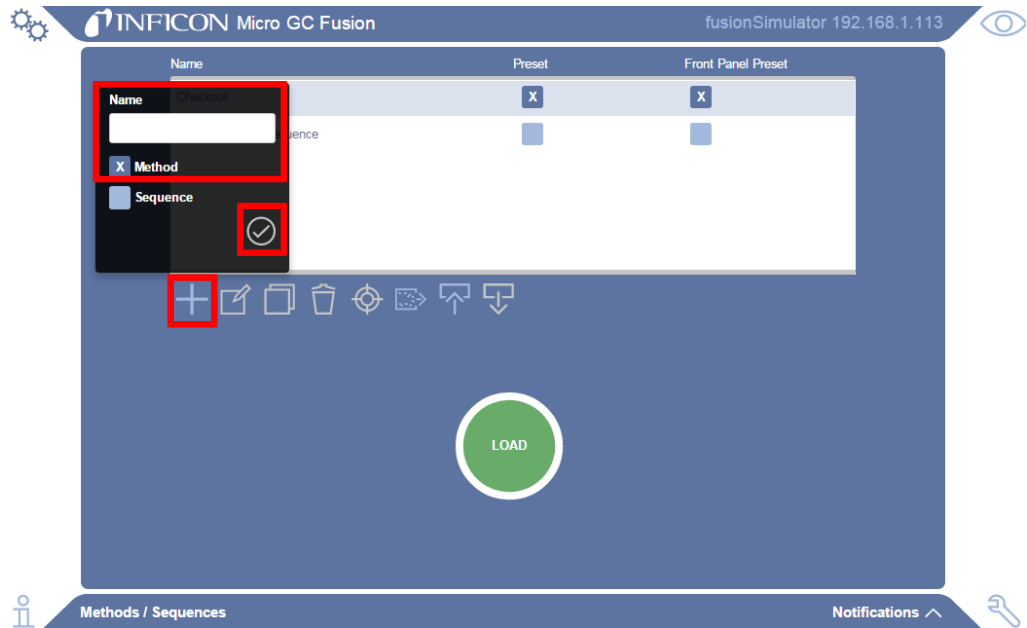 INFICON Micro GC Fusion
fusionSimulator 192.168.1.113
Name Preset Front Panel Preset
Name
Checkout X X
uence
X Method
Sequence
LOAD
Methods / Sequences
Notifications